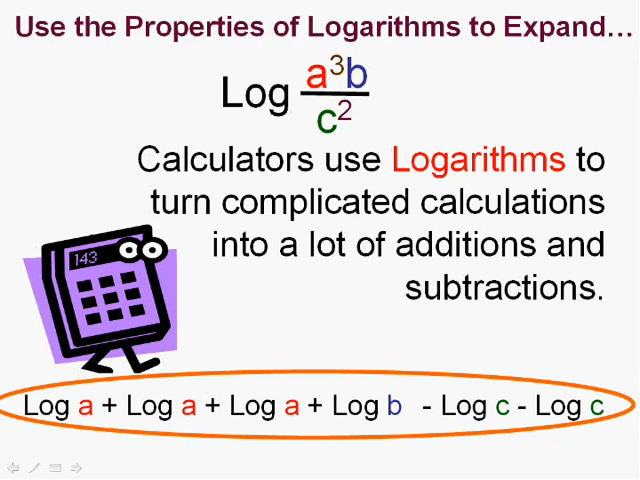 Use the Properties of Logarithms to Expand…
Log a³b
c²
Calculators use Logarithms to
turn complicated calculations
into a lot of additions and
subtractions.
143
Log a + Log a + Log a + Log b - Log c - Log c